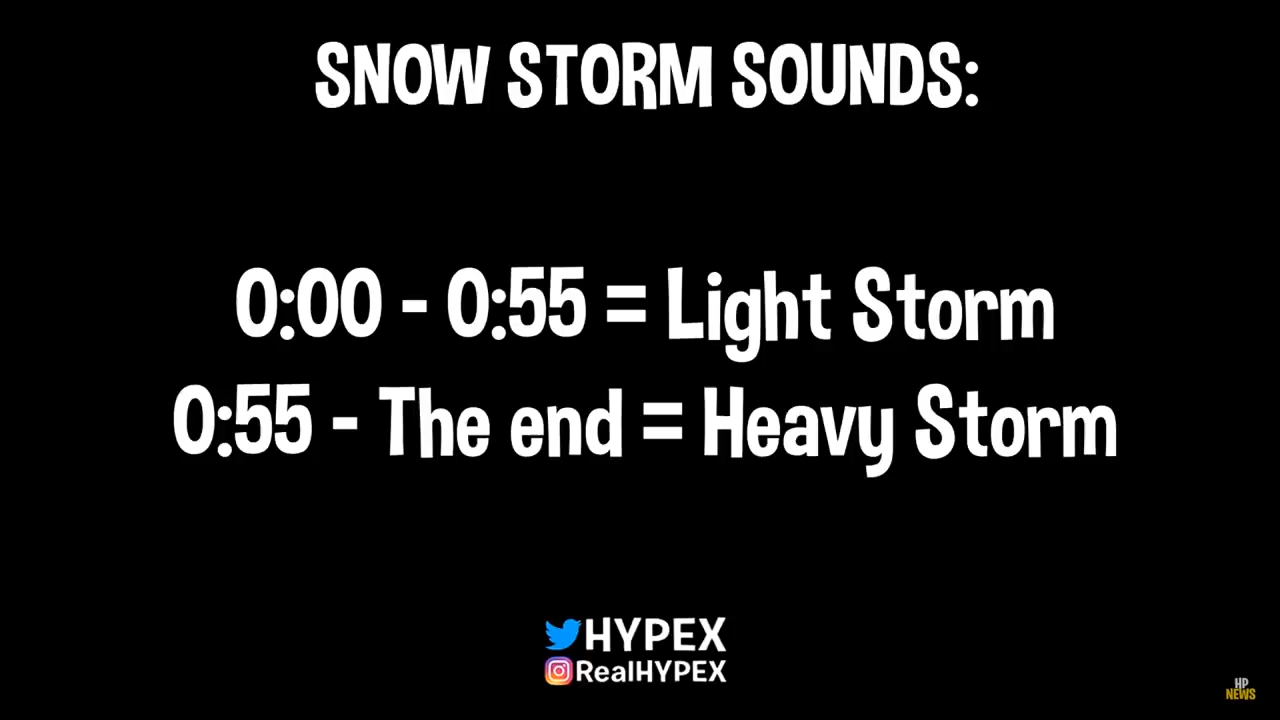 SNOW STORM SOUNDS:
0:00 - 0:55 = Light Storm
0:55 - The end = Heavy Storm
HYPEX
RealHYPEX
HP
NEWS